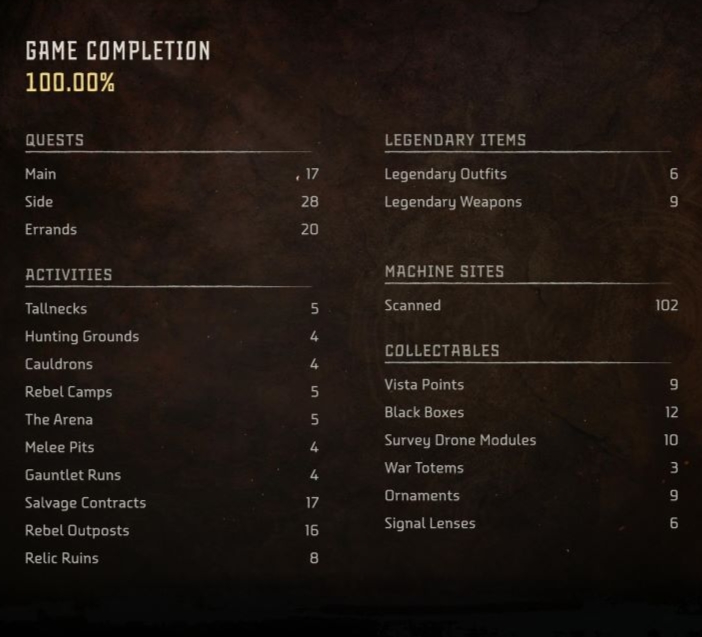 GAME COMPLETION
100.00%
QUESTS
Main 17
Side 28
Errands 20
ACTIVITIES
Tallnecks 5
Hunting Grounds 4
Cauldrons 4
Rebel Camps 5
The Arena 5
Melee Pits 4
Gauntlet Runs 4
Salvage Contracts 17
Rebel Outposts 16
Relic Ruins 8
LEGENDARY ITEMS
Legendary Outfits 6
Legendary Weapons 9
MACHINE SITES
Scanned 102
COLLECTABLES
Vista Points 9
Black Boxes 12
Survey Drone Modules 10
War Totems 3
Ornaments 9
Signal Lenses 6